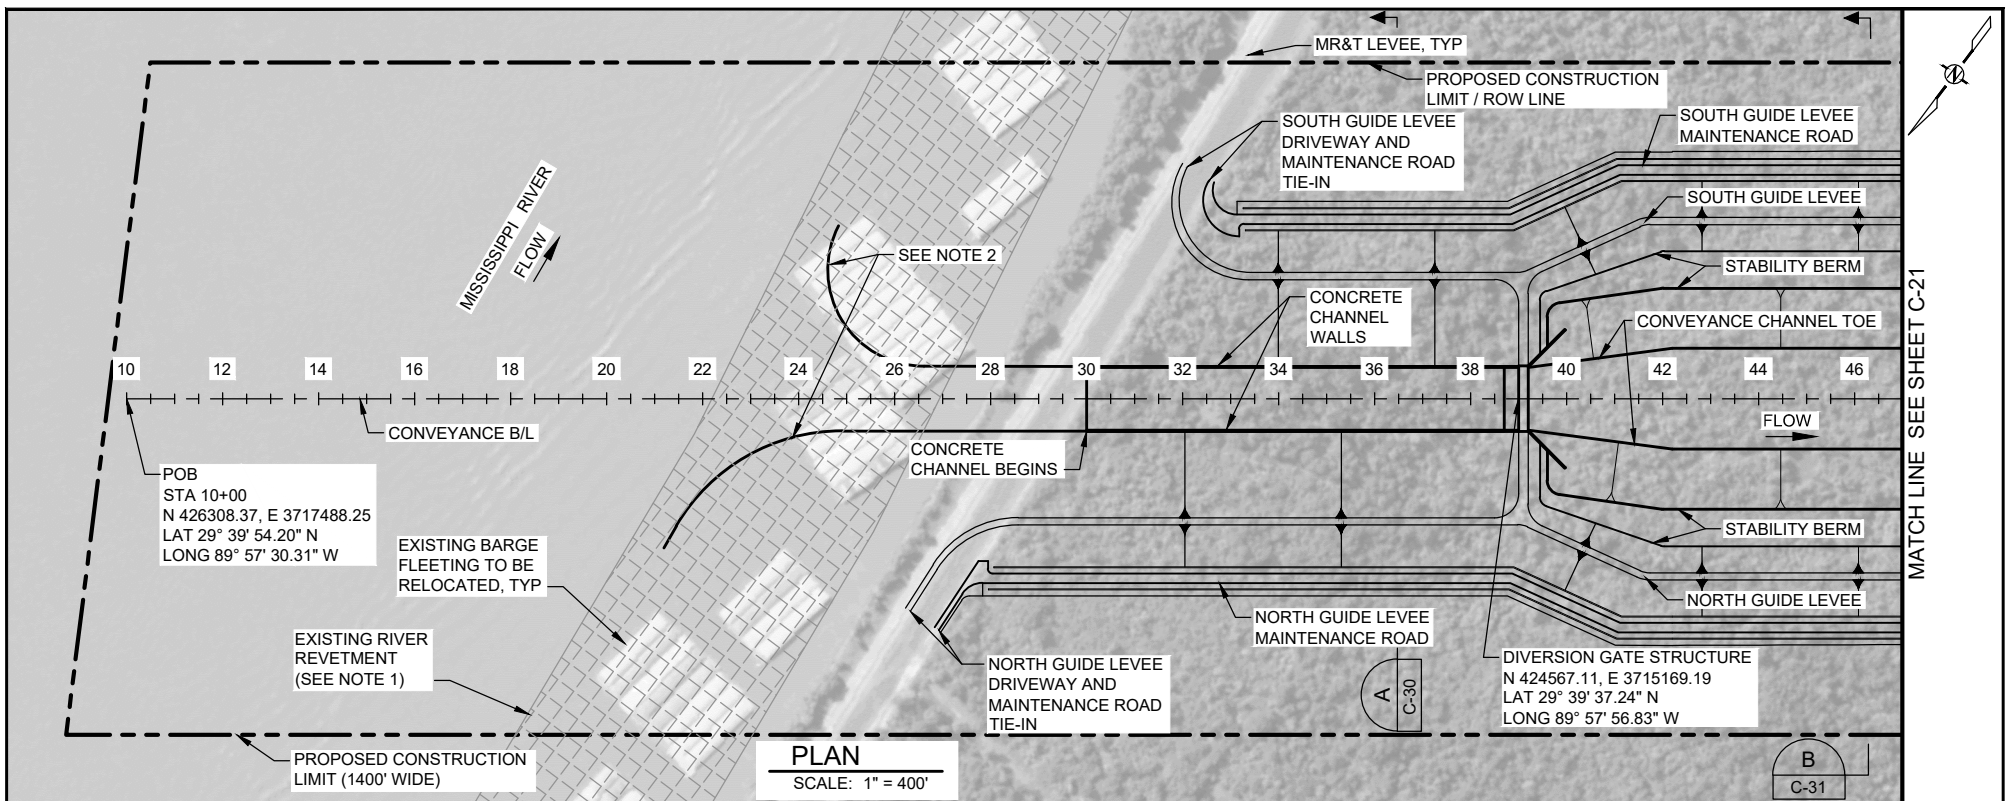 MR&T LEVEE, TYP
PROPOSED CONSTRUCTION
LIMIT / ROW LINE
SOUTH GUIDE LEVEE
DRIVEWAY AND
MAINTENANCE ROAD
TIE-IN
SOUTH GUIDE LEVEE
MAINTENANCE ROAD
SOUTH GUIDE LEVEE
STABILITY BERM
CONVEYANCE CHANNEL TOE
MISSISSIPPI RIVER
FLOW
SEE NOTE 2
CONCRETE
CHANNEL
WALLS
10 12 14 16 18 20 22 24 26 28 30 32 34 36 38 40 42 44 46
CONVEYANCE B/L
FLOW
CONCRETE
CHANNEL BEGINS
POB
STA 10+00
N 426308.37, E 3717488.25
LAT 29° 39' 54.20" N
LONG 89° 57' 30.31" W
STABILITY BERM
EXISTING BARGE
FLEETING TO BE
RELOCATED, TYP
NORTH GUIDE LEVEE
NORTH GUIDE LEVEE
MAINTENANCE ROAD
EXISTING RIVER
REVETMENT
(SEE NOTE 1)
NORTH GUIDE LEVEE
DRIVEWAY AND
MAINTENANCE ROAD
TIE-IN
A
C-30
DIVERSION GATE STRUCTURE
N 424567.11, E 3715169.19
LAT 29° 39' 37.24" N
LONG 89° 57' 56.83" W
PROPOSED CONSTRUCTION
LIMIT (1400' WIDE)
PLAN
SCALE: 1" = 400'
B
C-31
MATCH LINE SEE SHEET C-21
N